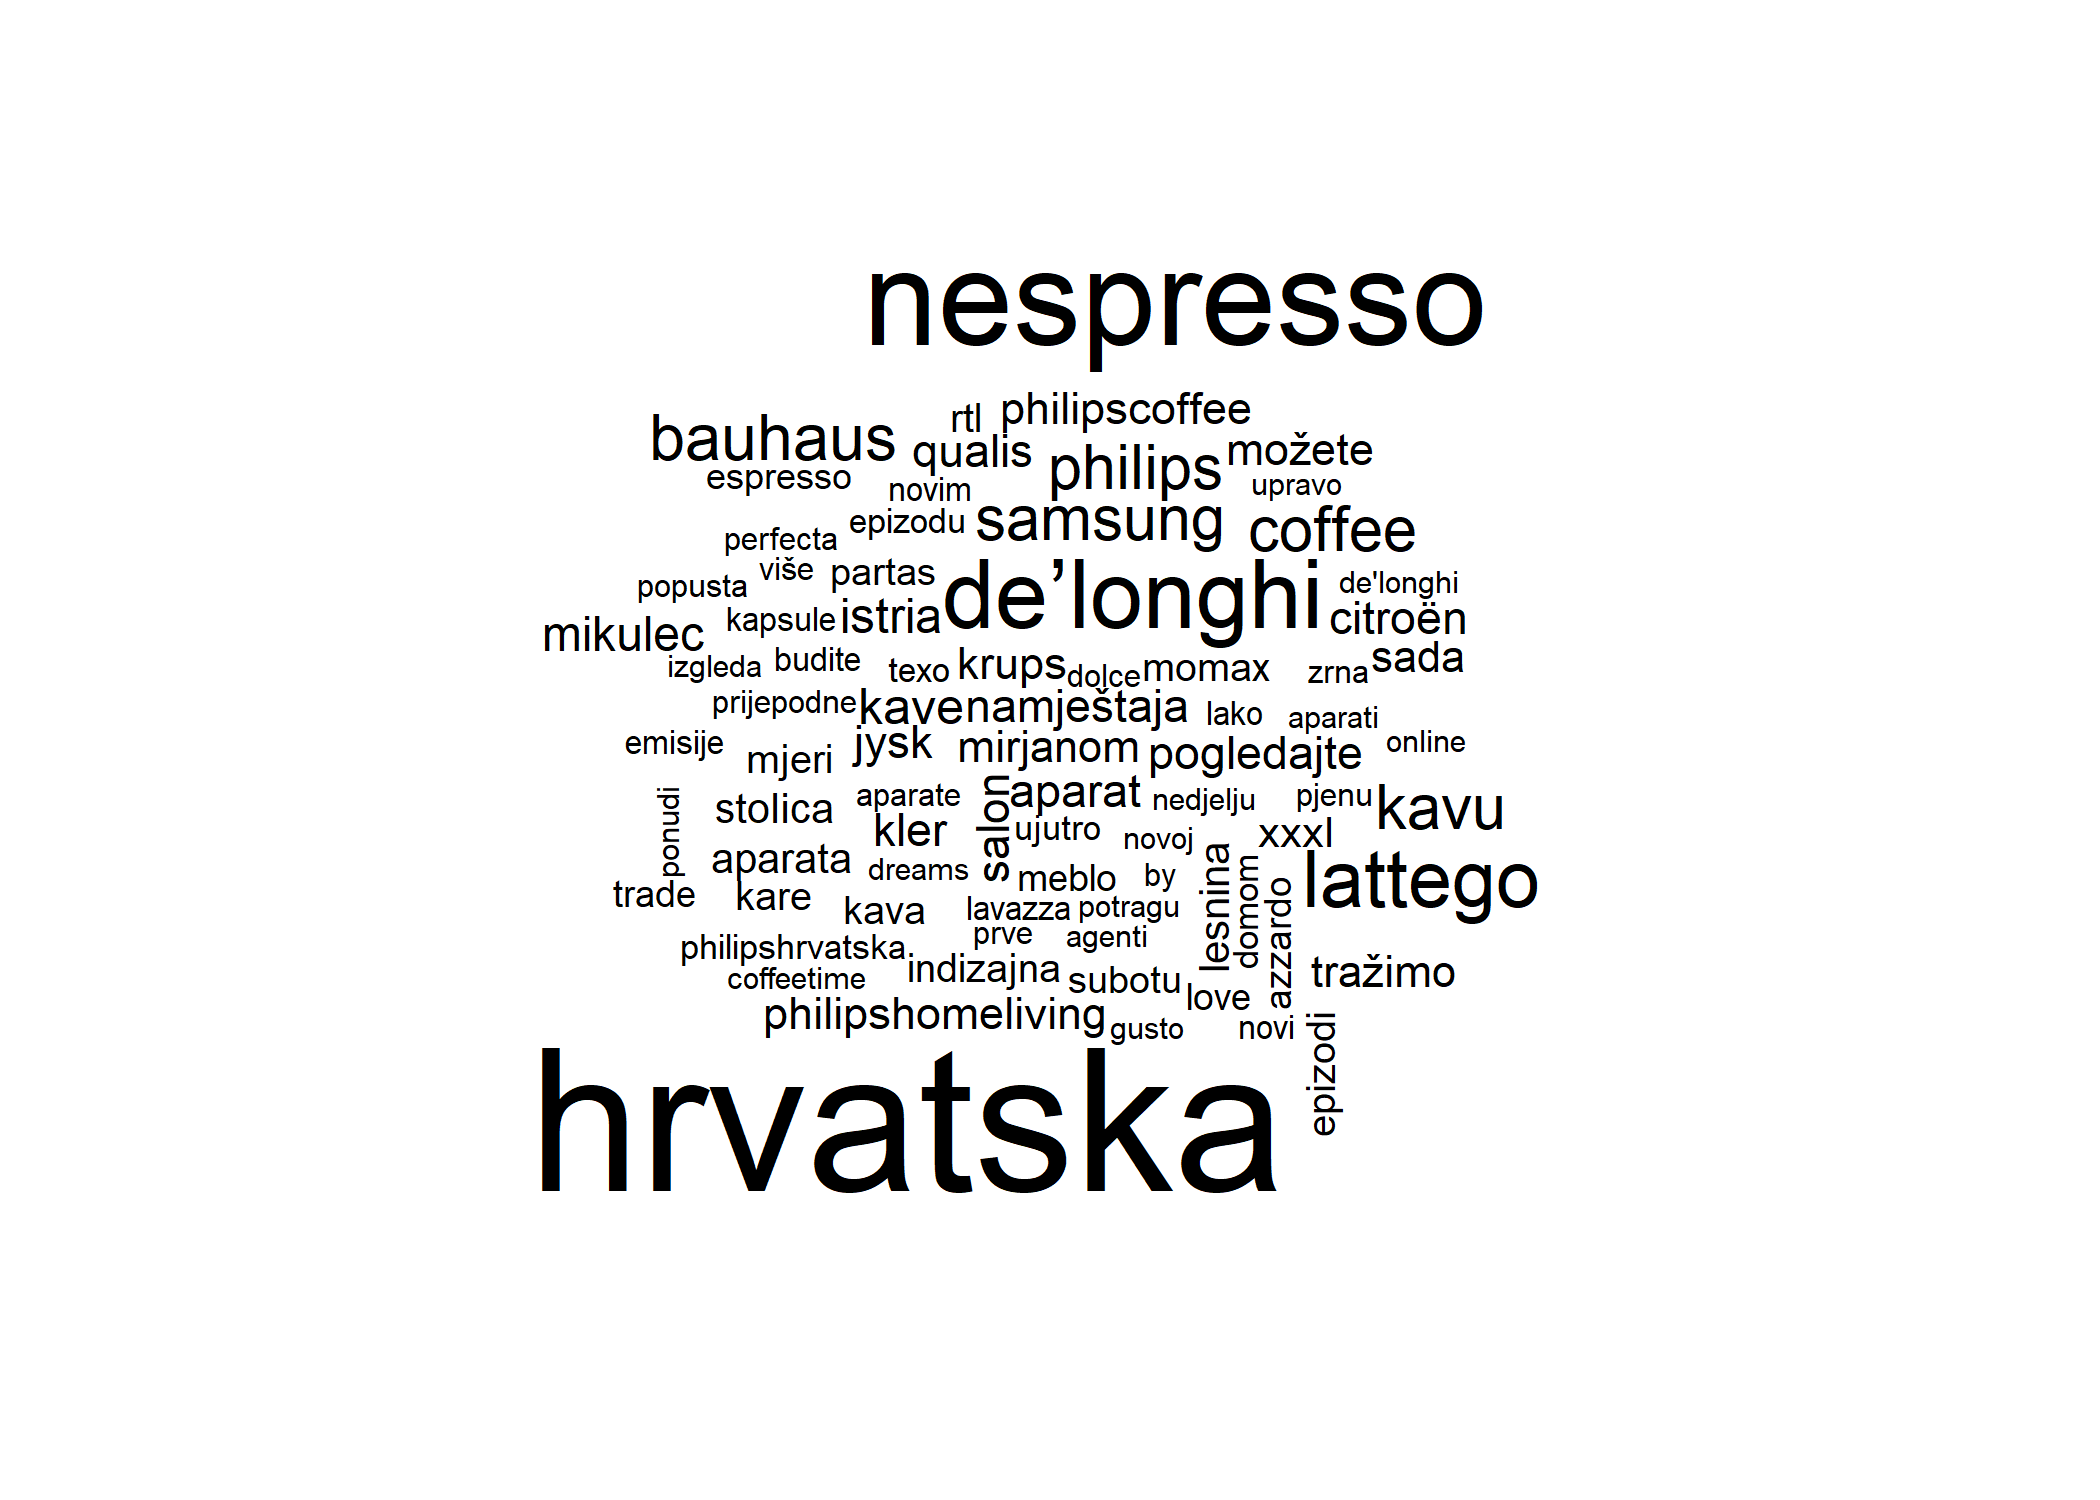 nespresso
rtl philipscoffee
bauhaus qualis philips možete
espresso novim upravo
epizodu samsung coffee
perfecta
više partas de’longhi de'longhi
popusta
mikulec kapsule istria citroën
izgleda budite texo krups dolce momax zrna sada
prijepodne kave namještaja lako aparati
emisije mjeri jysk mirjanom pogledajte online
ponudi stolica aparate salon aparat nedjelju pjenu kavu
kler ujutro novoj xxxl
aparata dreams meblo by lesnina domom azzardo lattego
trade kare kava lavazza potragu
philipshrvatska prve agenti
coffeetime indizajna subotu love tražimo
philipshomeliving gusto novi epizodi
hrvatska